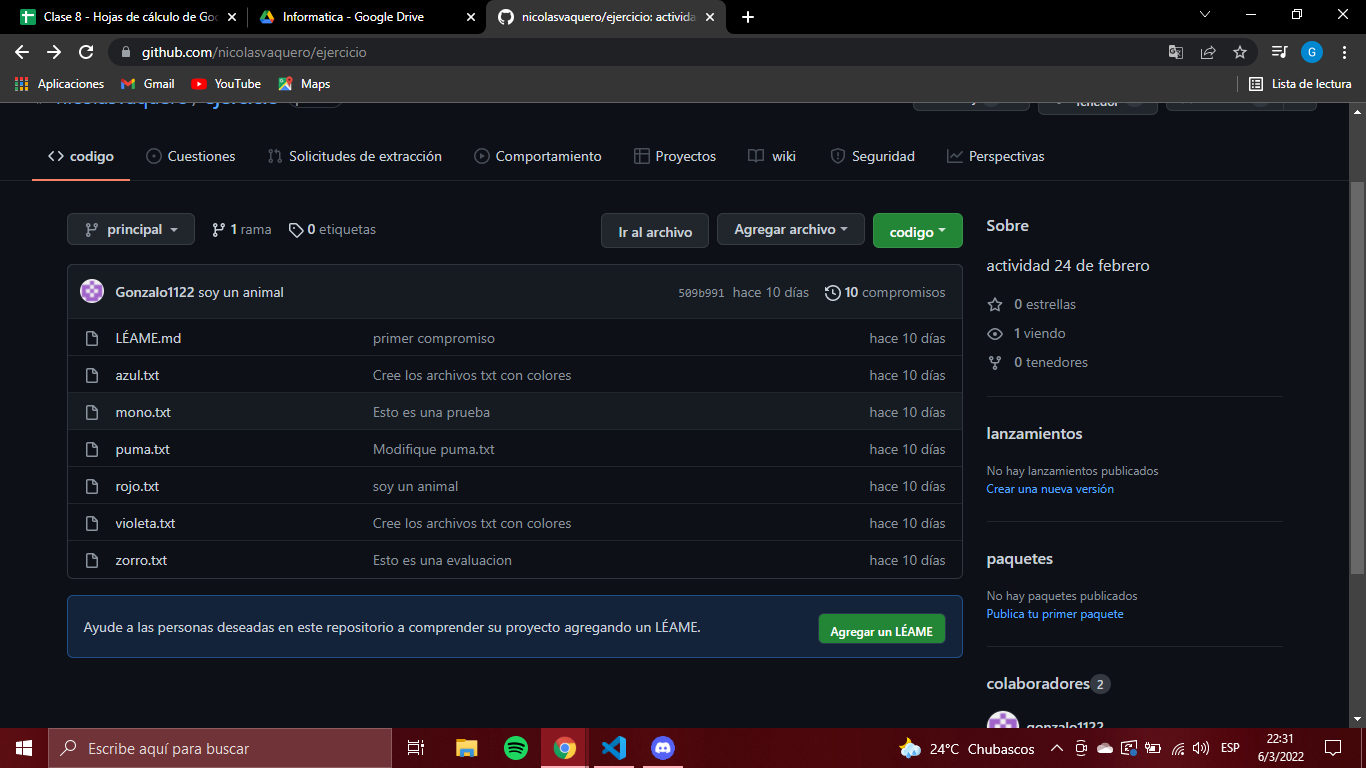 Clase 8 - Hojas de cálculo de Goo
Informatica - Google Drive
nicolasvaquero/ejercicio: activida
github.com/nicolasvaquero/ejercicio
G
Aplicaciones
Gmail
YouTube
Maps
Lista de lectura
nicolasvaquero / ejercicio
Tenedor
codigo
Cuestiones
Solicitudes de extracción
Comportamiento
Proyectos
wiki
Seguridad
Perspectivas
principal
1 rama
0 etiquetas
Ir al archivo
Agregar archivo
codigo
Gonzalo1122 soy un animal
509b991 hace 10 días
10 compromisos
LÉAME.md primer compromiso hace 10 días
azul.txt Cree los archivos txt con colores hace 10 días
mono.txt Esto es una prueba hace 10 días
puma.txt Modifique puma.txt hace 10 días
rojo.txt soy un animal hace 10 días
violeta.txt Cree los archivos txt con colores hace 10 días
zorro.txt Esto es una evaluacion hace 10 días
Ayude a las personas deseadas en este repositorio a comprender su proyecto agregando un LÉAME.
Agregar un LÉAME
Sobre
actividad 24 de febrero
0 estrellas
1 viendo
0 tenedores
lanzamientos
No hay lanzamientos publicados
Crear una nueva versión
paquetes
No hay paquetes publicados
Publica tu primer paquete
colaboradores 2
gonzalo1122
Escribe aquí para buscar
24°C Chubascos
ESP
22:31
6/3/2022